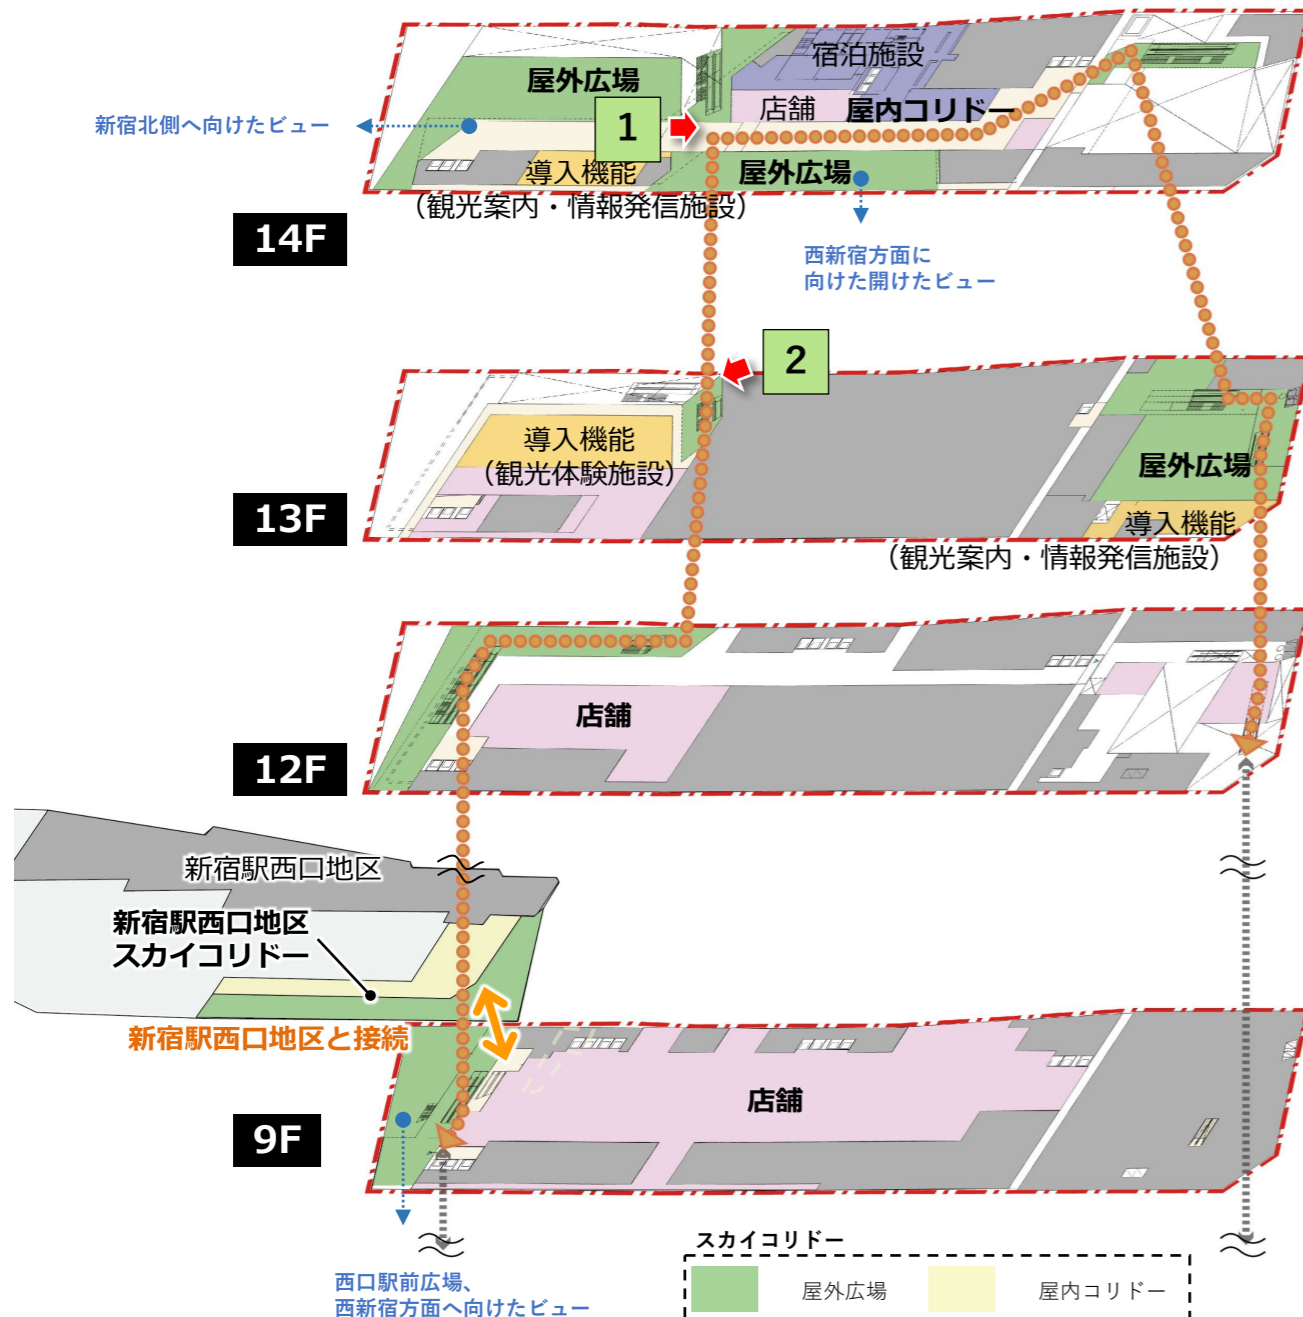 屋外広場
宿泊施設
店舗
屋内コリドー
新宿北側へ向けたビュー
1
導入機能
（観光案内・情報発信施設）
屋外広場
14F
西新宿方面に
向けた開けたビュー
2
導入機能
（観光体験施設）
屋外広場
13F
導入機能
（観光案内・情報発信施設）
店舗
12F
新宿駅西口地区
新宿駅西口地区
スカイコリドー
新宿駅西口地区と接続
店舗
9F
西口駅前広場、
西新宿方面へ向けたビュー
スカイコリドー
屋外広場
屋内コリドー